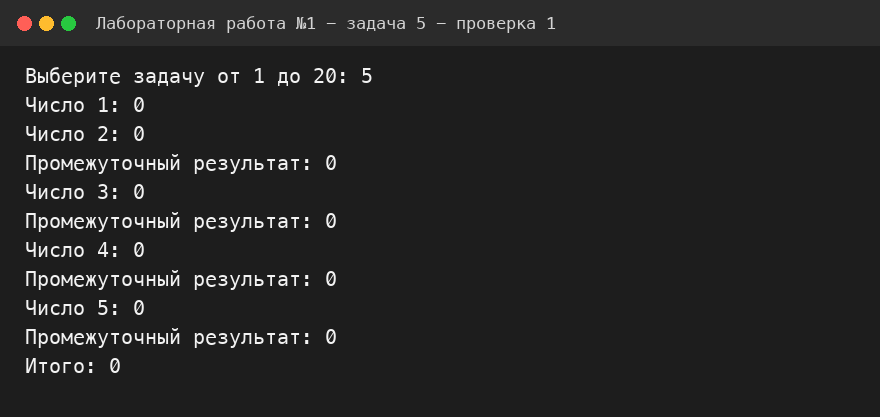 Лабораторная работа №1 — задача 5 — проверка 1
Выберите задачу от 1 до 20: 5
Число 1: 0
Число 2: 0
Промежуточный результат: 0
Число 3: 0
Промежуточный результат: 0
Число 4: 0
Промежуточный результат: 0
Число 5: 0
Промежуточный результат: 0
Итого: 0